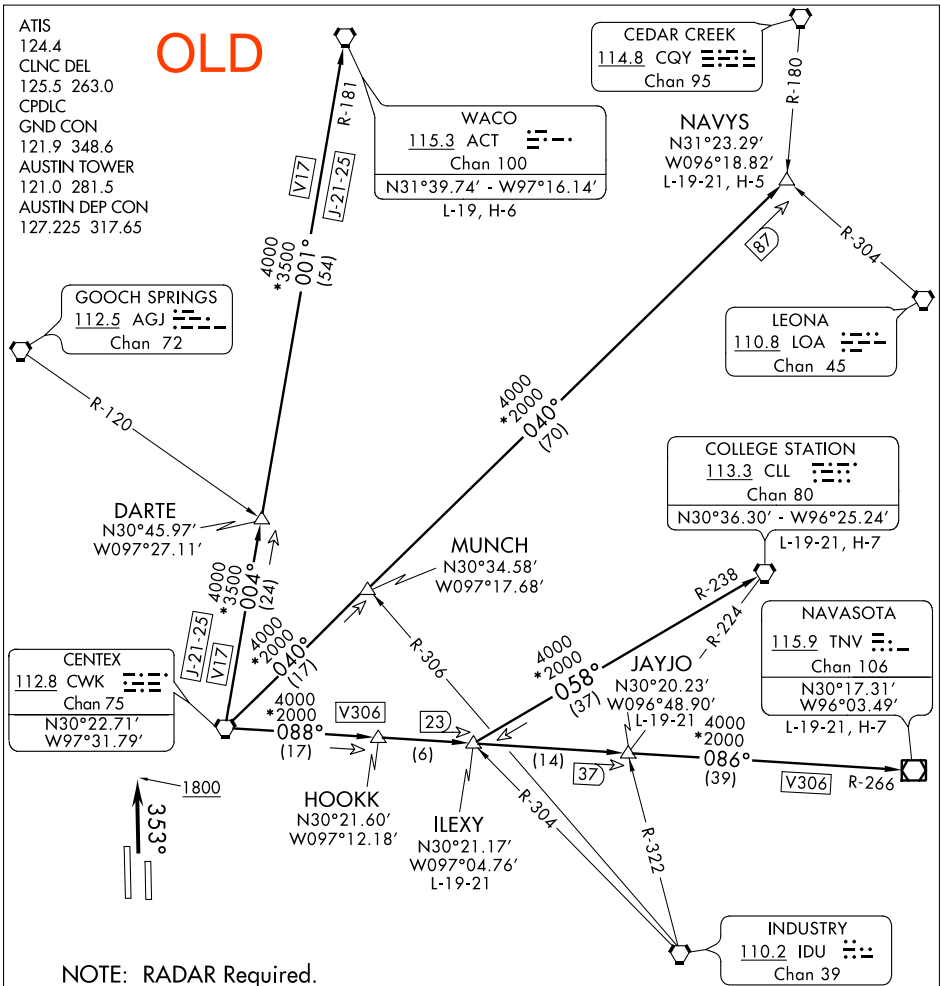 OLD
ATIS
124.4
CLNC DEL
125.5 263.0
CPDLC
GND CON
121.9 348.6
AUSTIN TOWER
121.0 281.5
AUSTIN DEP CON
127.225 317.65
CEDAR CREEK
114.8 CQY
Chan 95
R-180
R-181
WACO
115.3 ACT
Chan 100
N31°39.74' - W97°16.14'
L-19, H-6
NAVYS
N31°23.29'
W096°18.82'
L-19-21, H-5
V17
J-21-25
4000
*3500
001°
(54)
87
R-304
GOOCH SPRINGS
112.5 AGJ
Chan 72
LEONA
110.8 LOA
Chan 45
R-120
4000
*2000
040°
(70)
COLLEGE STATION
113.3 CLL
Chan 80
N30°36.30' - W96°25.24'
L-19-21, H-7
DARTE
N30°45.97'
W097°27.11'
MUNCH
N30°34.58'
W097°17.68'
4000
*3500
004°
(24)
J-21-25
V17
R-238
R-224
NAVASOTA
115.9 TNV
Chan 106
N30°17.31'
W096°03.49'
L-19-21, H-7
4000
*2000
040°
(17)
R-306
4000
*2000
058°
(37)
JAYJO
N30°20.23'
W096°48.90'
L-19-21
CENTEX
112.8 CWK
Chan 75
N30°22.71'
W97°31.79'
4000
*2000
088°
(17)
V306
(6)
23
(14)
37
4000
*2000
086°
(39)
V306
R-266
1800
353°
HOOKK
N30°21.60'
W097°12.18'
ILEXY
N30°21.17'
W097°04.76'
L-19-21
R-304
R-322
INDUSTRY
110.2 IDU
Chan 39
NOTE: RADAR Required.